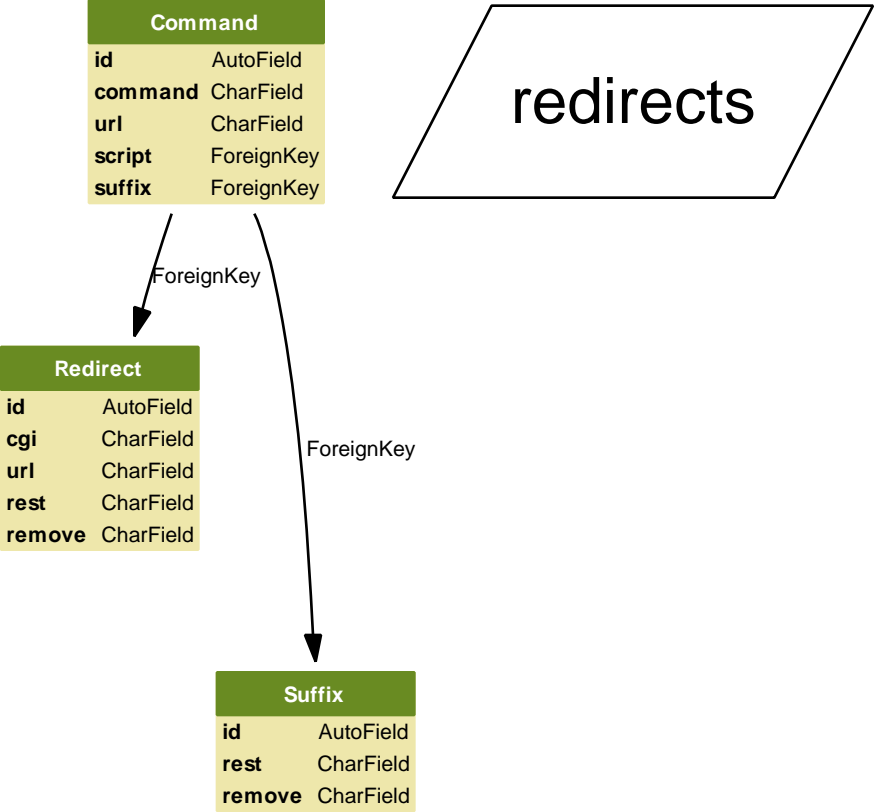 Command
id AutoField
command CharField
url CharField
script ForeignKey
suffix ForeignKey
redirects
ForeignKey
Redirect
id AutoField
cgi CharField
url CharField
rest CharField
remove CharField
ForeignKey
Suffix
id AutoField
rest CharField
remove CharField